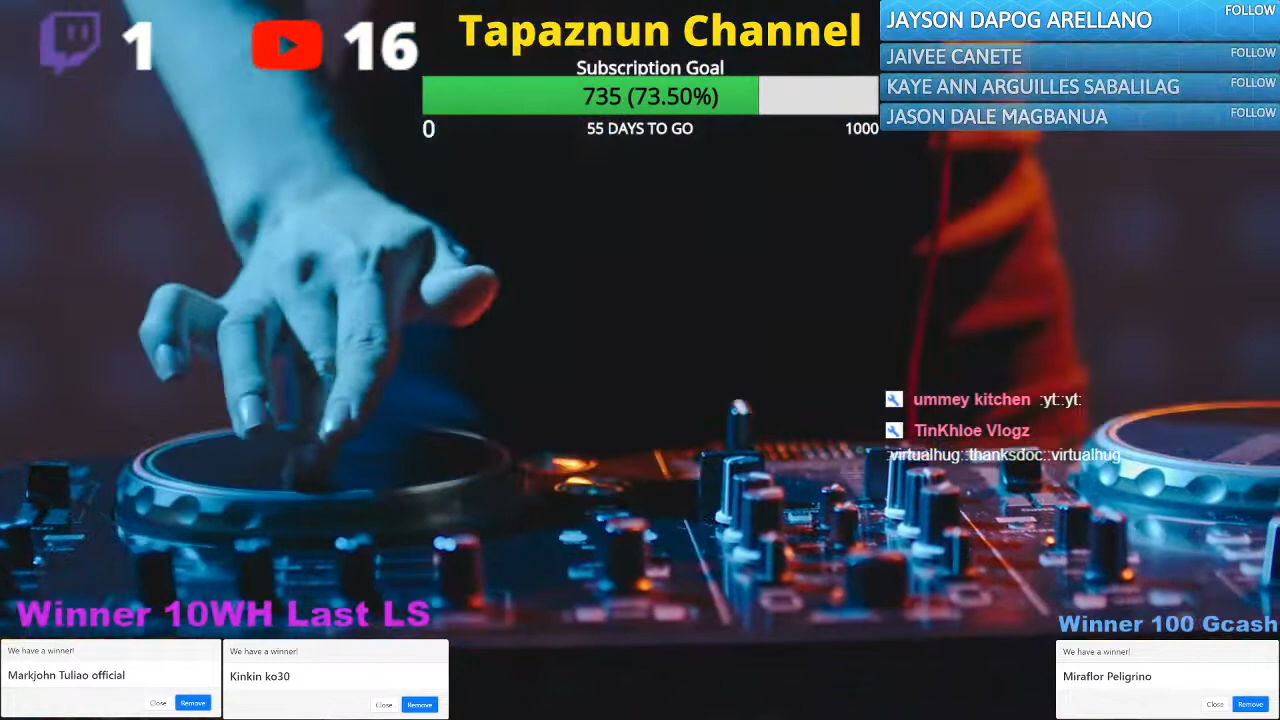 1
16
Tapaznun Channel
Subscription Goal
735 (73.50%)
0
55 DAYS TO GO
1000
JAYSON DAPOG ARELLANO
FOLLOW
JAIVEE CANETE
FOLLOW
KAYE ANN ARGUILLES SABALILAG
FOLLOW
JASON DALE MAGBANUA
FOLLOW
ummey kitchen :yt::yt:
TinKhloe Vlogz
:virtualhug::thanksdoc::virtualhug
Winner 10WH Last LS
We have a winner!
Markjohn Tuliao official
Close Remove
We have a winner!
Kinkin ko30
Close Remove
Winner 100 Gcash
We have a winner!
Miraflor Peligrino
Close Remove